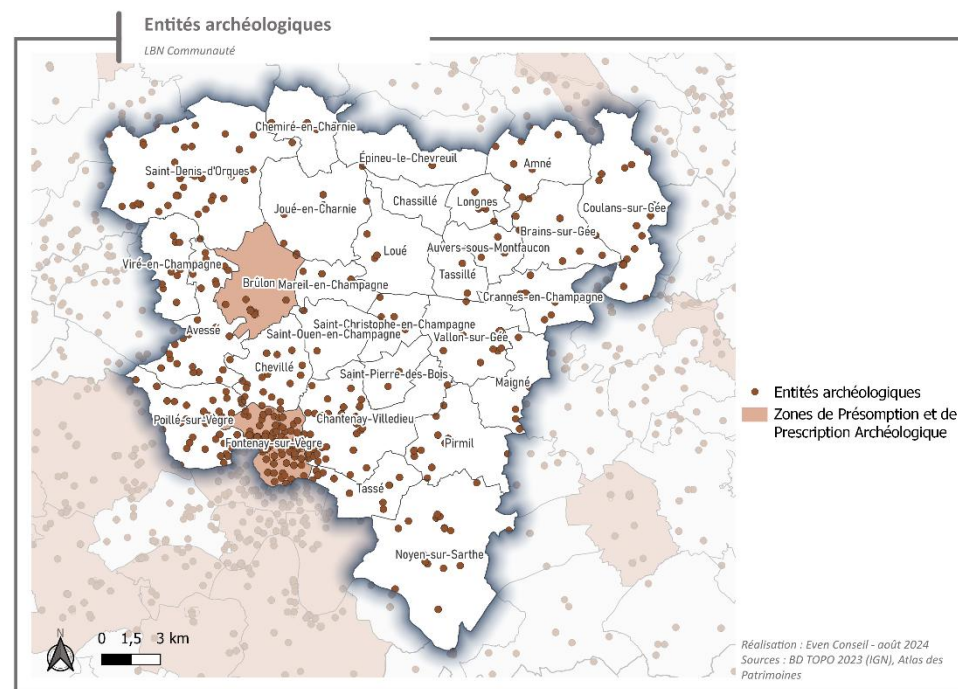 Entités archéologiques
LBN Communauté
Chemiré-en-Charnie
Épineu-le-Chevreuil
Amné
Saint-Denis-d'Orques
Chassillé
Longnes
Joué-en-Charnie
Coulans-sur-Gée
Brains-sur-Gée
Loué
Auvers-sous-Montfaucon
Viré-en-Champagne
Tassillé
Brûlon
Mareil-en-Champagne
Crannes-en-Champagne
Avessé
Saint-Christophe-en-Champagne
Saint-Ouen-en-Champagne
Vallon-sur-Gée
Chevillé
Saint-Pierre-des-Bois
Maigné
Entités archéologiques
Zones de Présomption et de
Prescription Archéologique
Poillé-sur-Vègre
Chantenay-Villedieu
Fontenay-sur-Vègre
Pirmil
Tassé
Noyen-sur-Sarthe
N
0 1,5 3 km
Réalisation : Even Conseil - août 2024
Sources : BD TOPO 2023 (IGN), Atlas des
Patrimoines